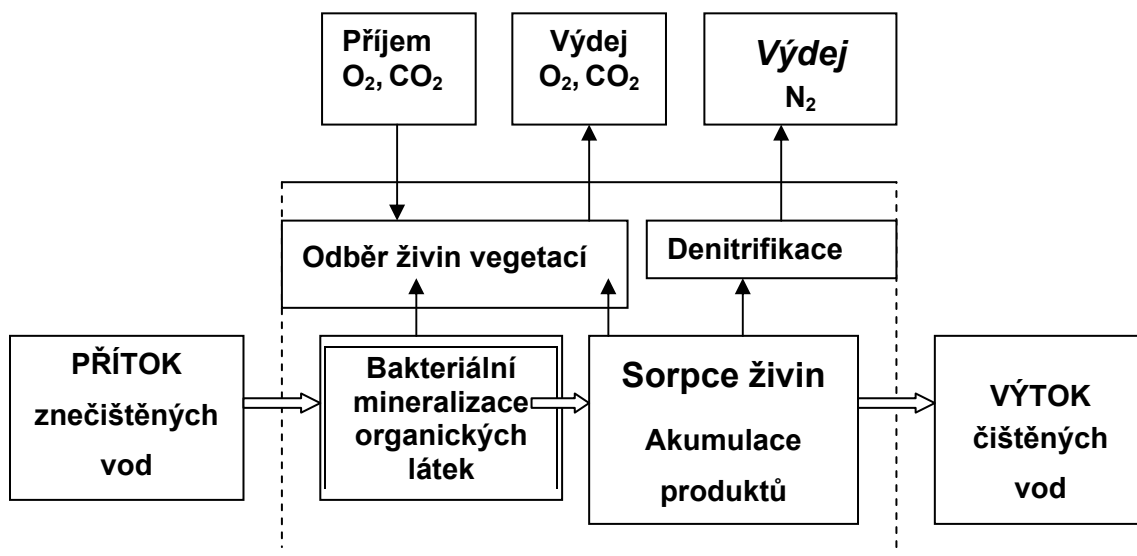 Příjem
O₂, CO₂
Výdej
O₂, CO₂
Výdej
N₂
Odběr živin vegetací
Denitrifikace
PŘÍTOK
znečištěných
vod
Bakteriální
mineralizace
organických
látek
Sorpce živin
Akumulace
produktů
VÝTOK
čištěných
vod